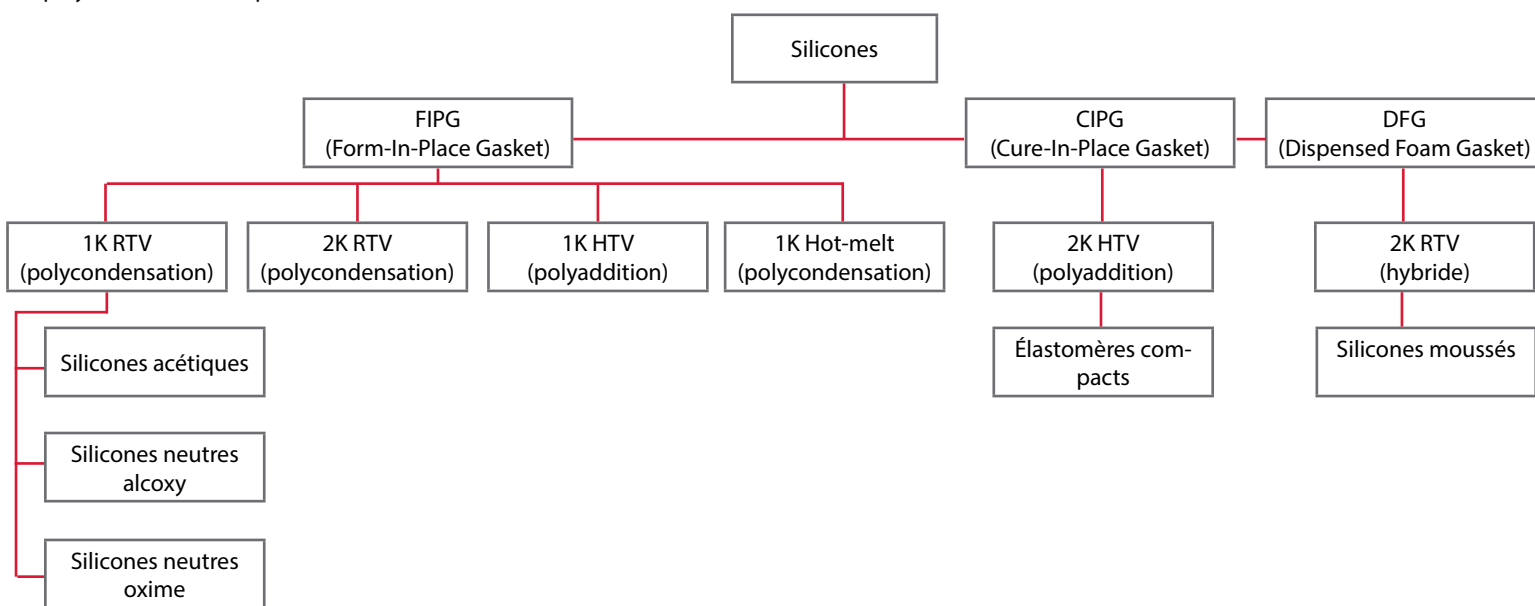 Silicones
FIPG
(Form-In-Place Gasket)
CIPG
(Cure-In-Place Gasket)
DFG
(Dispensed Foam Gasket)
1K RTV
(polycondensation)
2K RTV
(polycondensation)
1K HTV
(polyaddition)
1K Hot-melt
(polycondensation)
2K HTV
(polyaddition)
2K RTV
(hybride)
Silicones acétiques
Élastomères com-
pacts
Silicones moussés
Silicones neutres
alcoxy
Silicones neutres
oxime